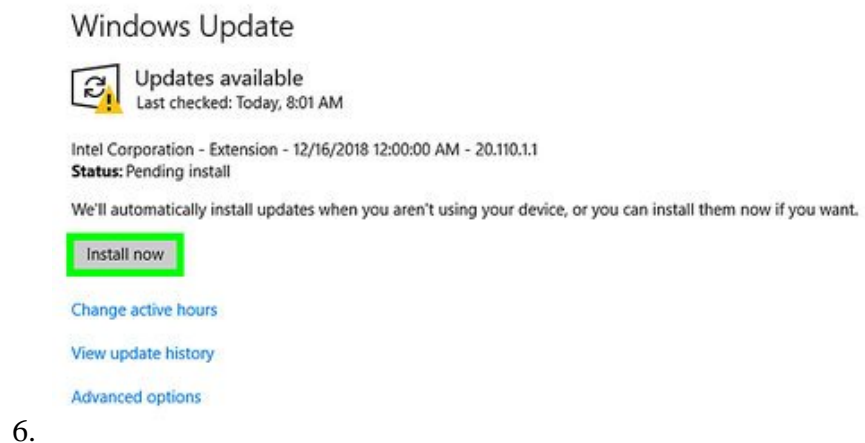 Windows Update
Updates available
Last checked: Today, 8:01 AM
Intel Corporation - Extension - 12/16/2018 12:00:00 AM - 20.110.1.1
Status: Pending install
We'll automatically install updates when you aren't using your device, or you can install them now if you want.
Install now
Change active hours
View update history
Advanced options
6.